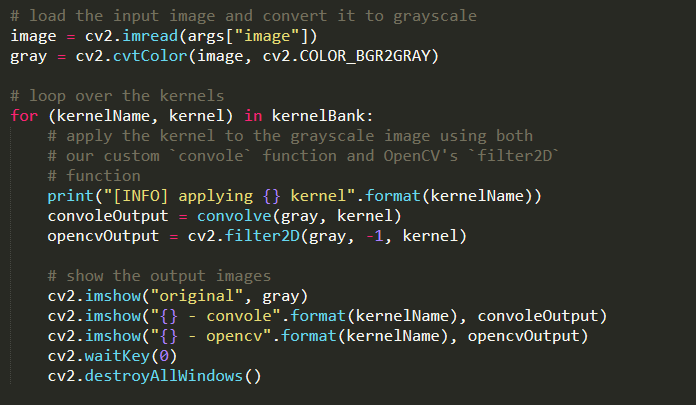 # load the input image and convert it to grayscale
image = cv2.imread(args["image"])
gray = cv2.cvtColor(image, cv2.COLOR_BGR2GRAY)

# loop over the kernels
for (kernelName, kernel) in kernelBank:
    # apply the kernel to the grayscale image using both
    # our custom `convole` function and OpenCV's `filter2D`
    # function
    print("[INFO] applying {} kernel".format(kernelName))
    convoleOutput = convolve(gray, kernel)
    opencvOutput = cv2.filter2D(gray, -1, kernel)

    # show the output images
    cv2.imshow("original", gray)
    cv2.imshow("{} - convole".format(kernelName), convoleOutput)
    cv2.imshow("{} - opencv".format(kernelName), opencvOutput)
    cv2.waitKey(0)
    cv2.destroyAllWindows()